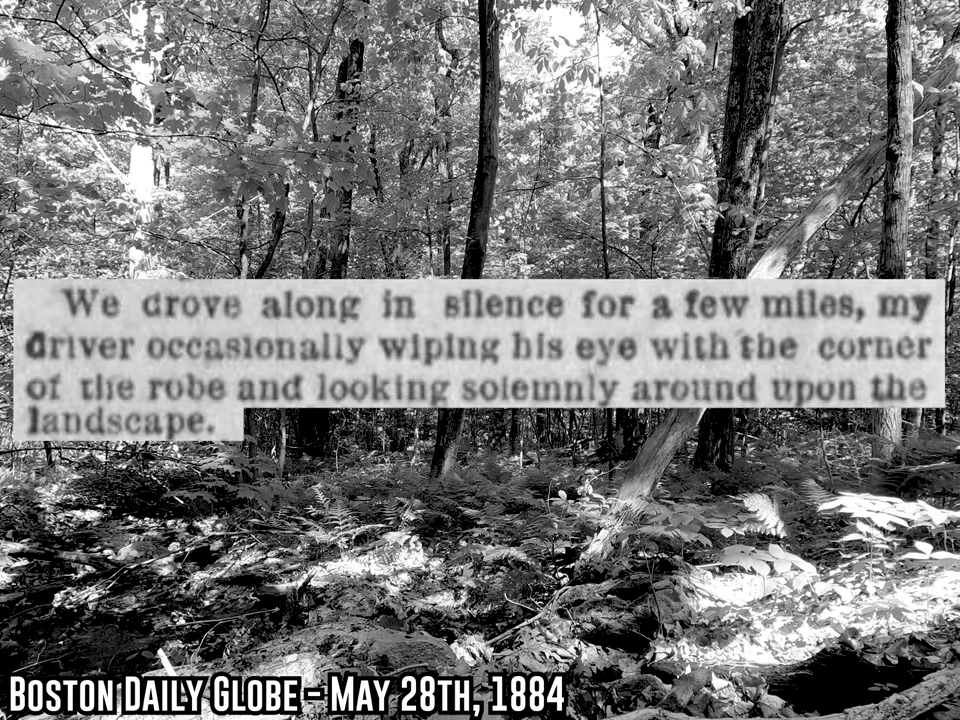 We drove along in silence for a few miles, my
driver occasionally wiping his eye with the corner
of the robe and looking solemnly around upon the
landscape.
BOSTON DAILY GLOBE - MAY 28TH, 1884